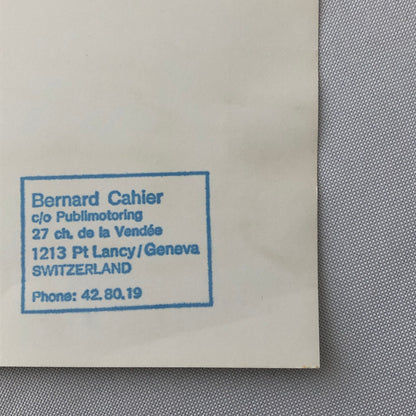 Bernard Cahier
c/o Publimotoring
27 ch. de la Vendée
1213 Pt Lancy/Geneva
SWITZERLAND
Phone: 42.80.19